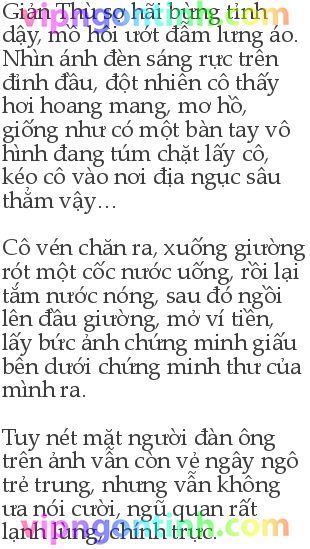 Giản Thù sợ hãi bừng tỉnh
dậy, mồ hôi ướt đẫm lưng áo.
Nhìn ánh đèn sáng rực trên
đỉnh đầu, đột nhiên cô thấy
hơi hoang mang, mơ hồ,
giống như có một bàn tay vô
hình đang túm chặt lấy cô,
kéo cô vào nơi địa ngục sâu
thẳm vậy…
Cô vén chăn ra, xuống giường
rót một cốc nước uống, rồi lại
tắm nước nóng, sau đó ngồi
lên đầu giường, mở ví tiền,
lấy bức ảnh chứng minh giấu
bên dưới chứng minh thư của
mình ra.
Tuy nét mặt người đàn ông
trên ảnh vẫn còn vẻ ngây ngô
trẻ trung, nhưng vẫn không
ưa nói cười, ngũ quan rất
lạnh lùng, chính trực.
vipngontinh.com
vipngontinh.com